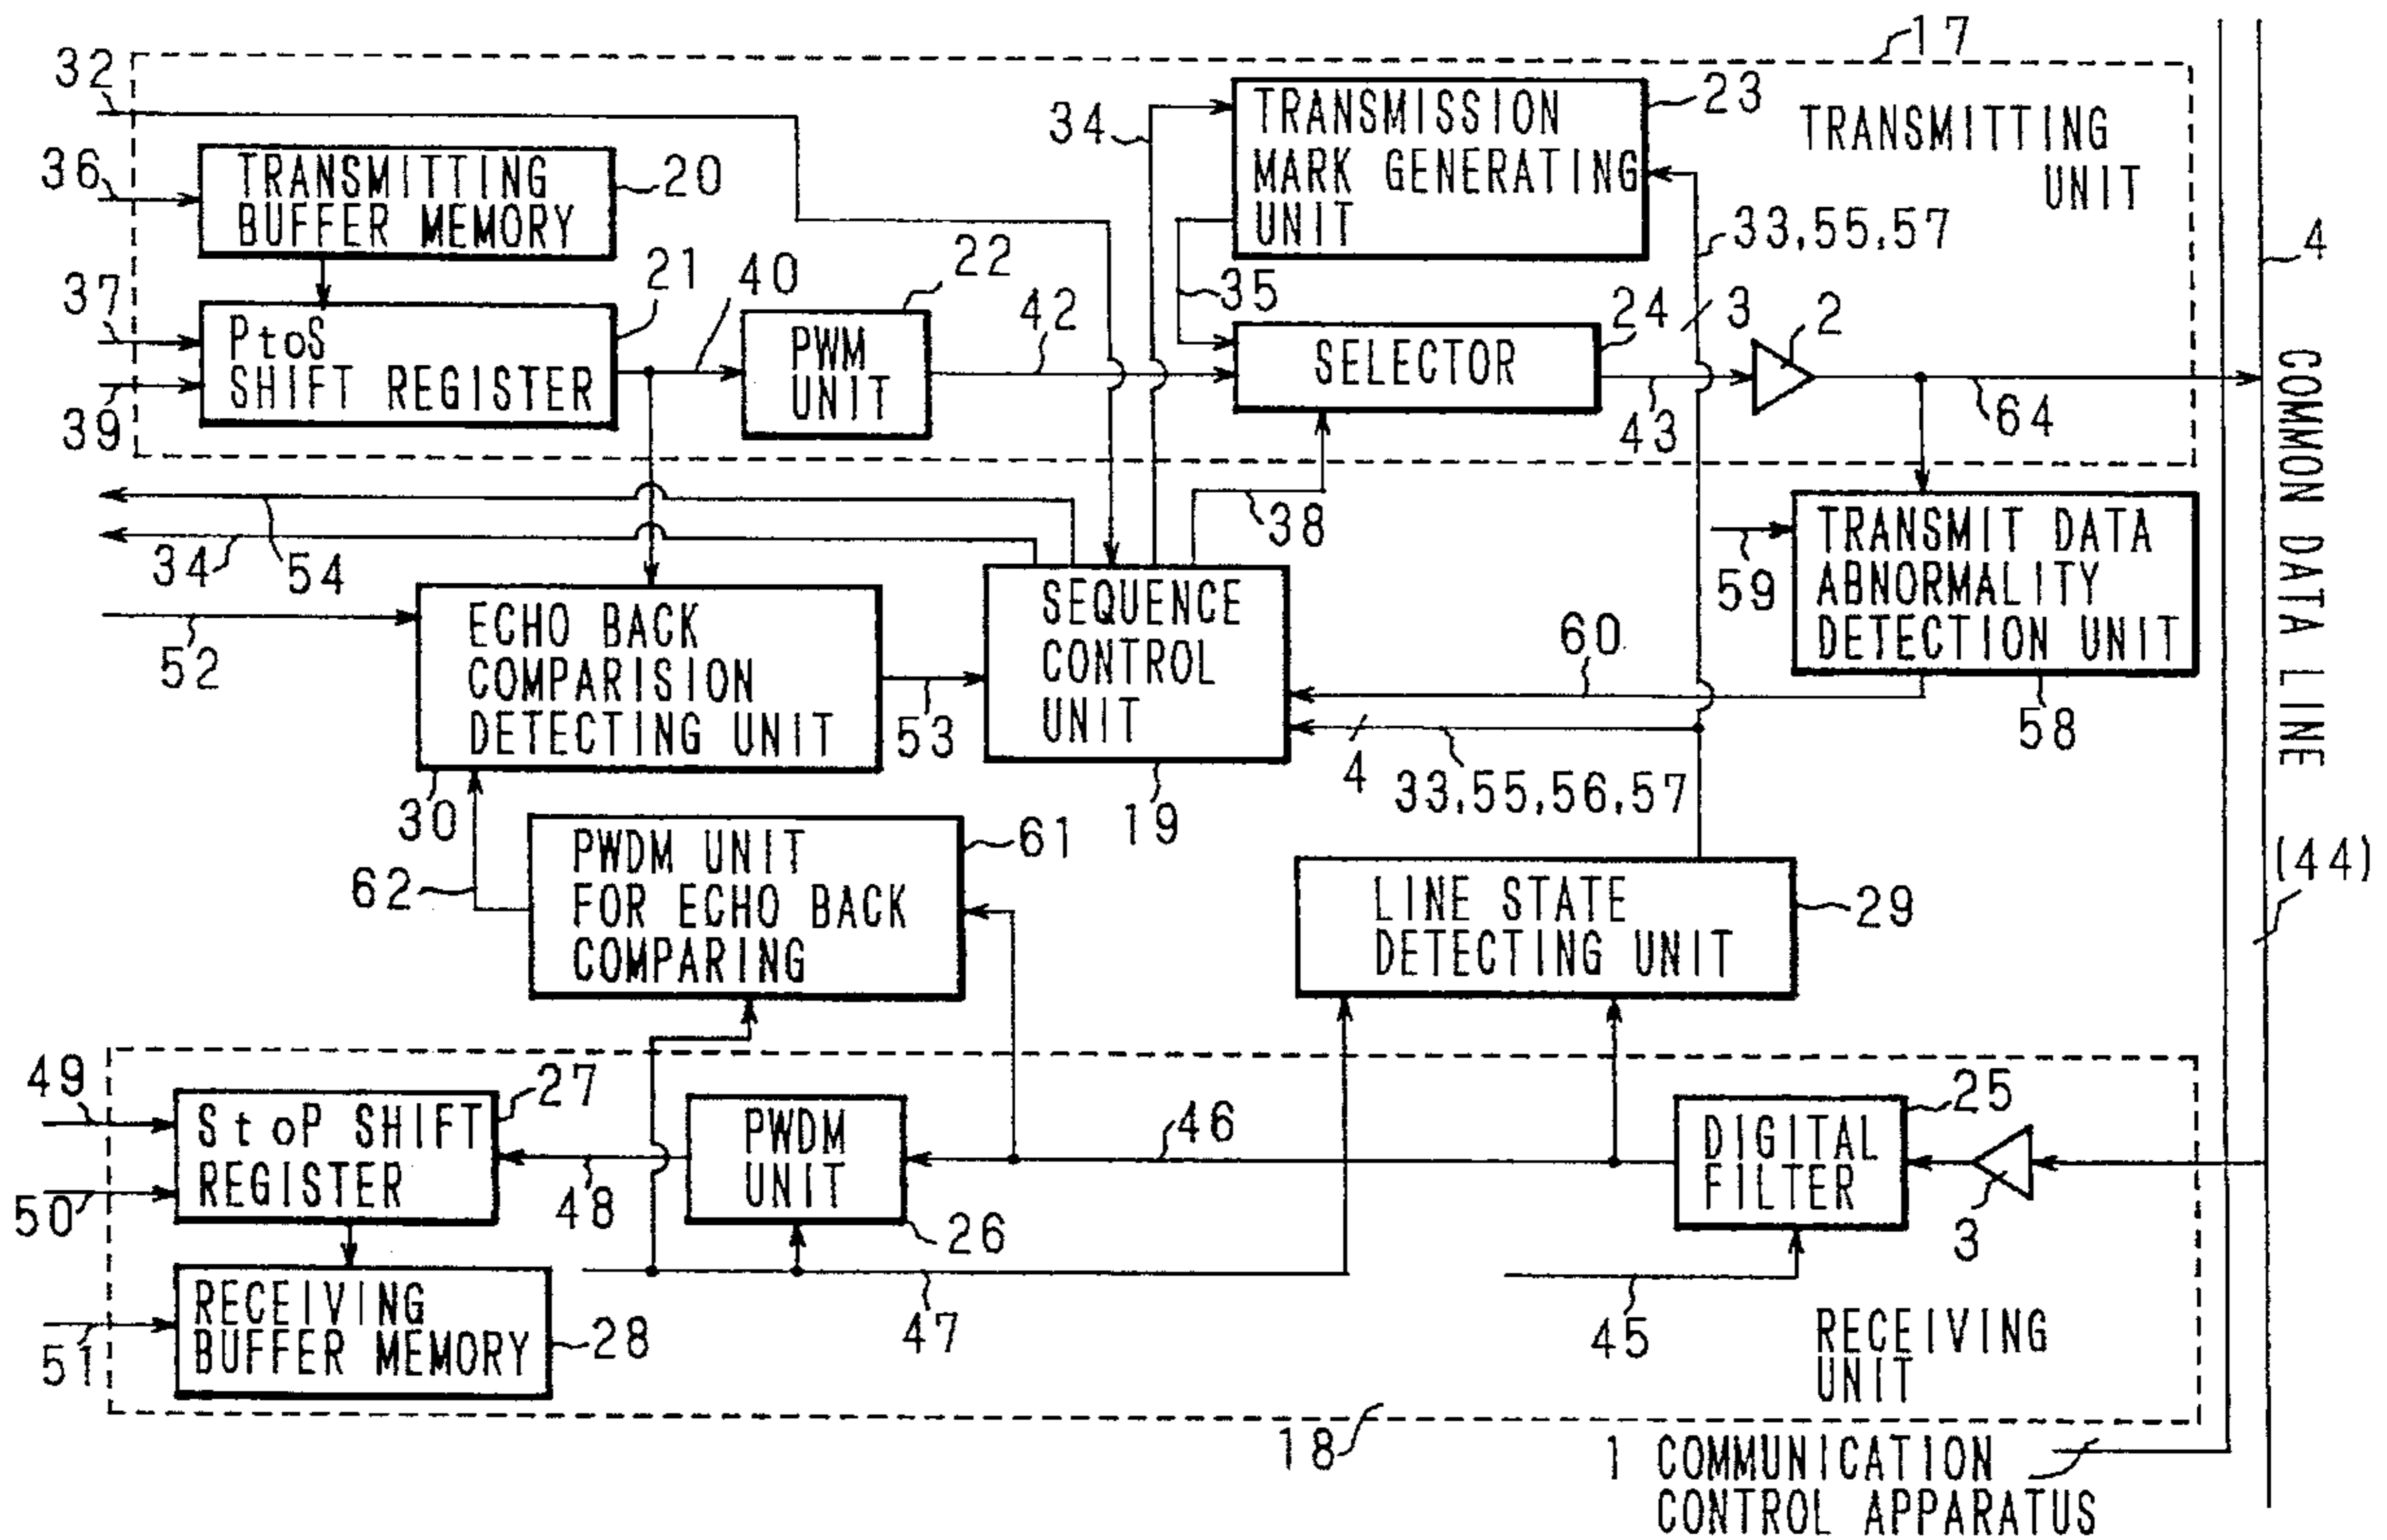 17
32
TRANSMISSION
MARK GENERATING
UNIT
23
TRANSMITTING
UNIT
34
36
TRANSMITTING
BUFFER MEMORY
20
33,55,57
4
37
PtoS
SHIFT REGISTER
21
40
22
PWM
UNIT
42
35
SELECTOR
24
3
2
43
64
39
COMMON DATA LINE
34
54
38
59
TRANSMIT DATA
ABNORMALITY
DETECTION UNIT
58
52
ECHO BACK
COMPARISION
DETECTING UNIT
30
53
SEQUENCE
CONTROL
UNIT
19
60
4
33,55,56,57
62
PWDM UNIT
FOR ECHO BACK
COMPARING
61
LINE STATE
DETECTING UNIT
29
(44)
49
StoP SHIFT
REGISTER
27
50
48
PWDM
UNIT
26
46
DIGITAL
FILTER
25
3
51
RECEIVING
BUFFER MEMORY
28
47
45
RECEIVING
UNIT
18
1 COMMUNICATION
CONTROL APPARATUS